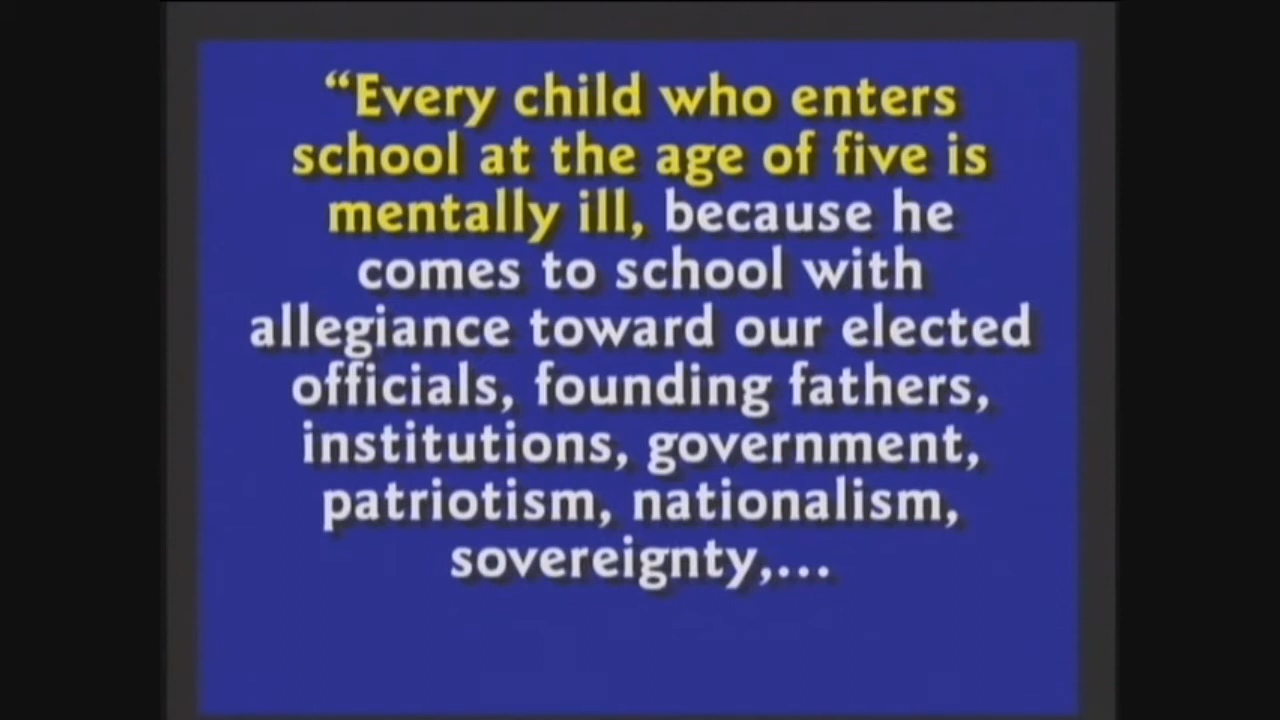 “Every child who enters
school at the age of five is
mentally ill, because he
comes to school with
allegiance toward our elected
officials, founding fathers,
institutions, government,
patriotism, nationalism,
sovereignty,...